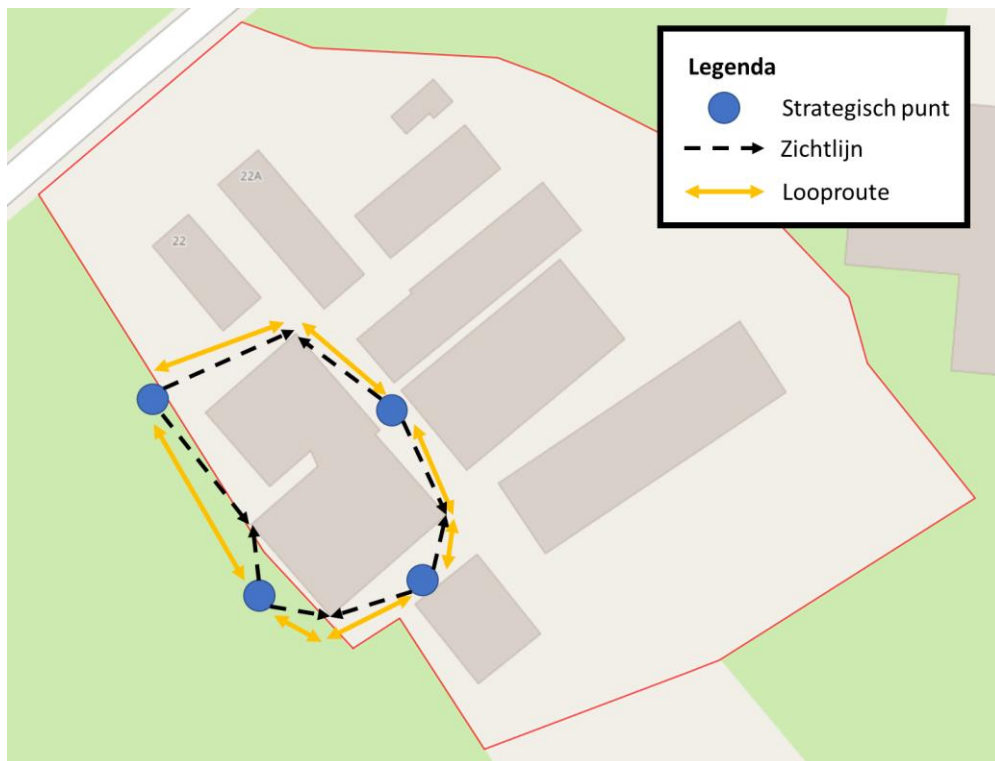 Legenda
Strategisch punt
Zichtlijn
Looproute
22A
22